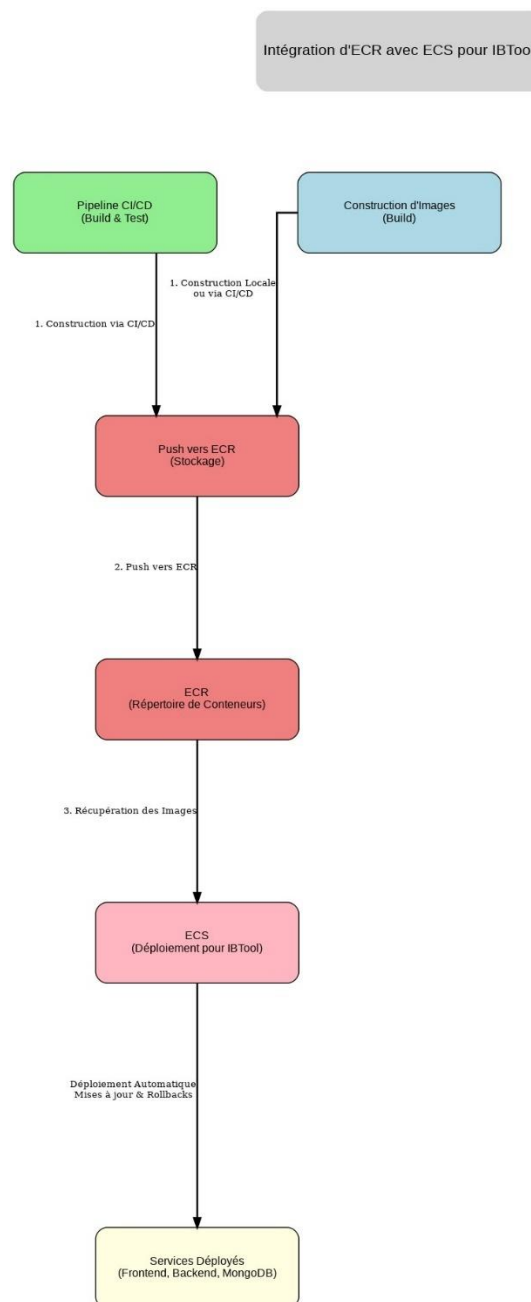 Intégration d'ECR avec ECS pour IBTool
Pipeline CI/CD
(Build & Test)
Construction d'Images
(Build)
1. Construction Locale
ou via CI/CD
1. Construction via CI/CD
Push vers ECR
(Stockage)
2. Push vers ECR
ECR
(Répertoire de Conteneurs)
3. Récupération des Images
ECS
(Déploiement pour IBTool)
Déploiement Automatique
Mises à jour & Rollbacks
Services Déployés
(Frontend, Backend, MongoDB)